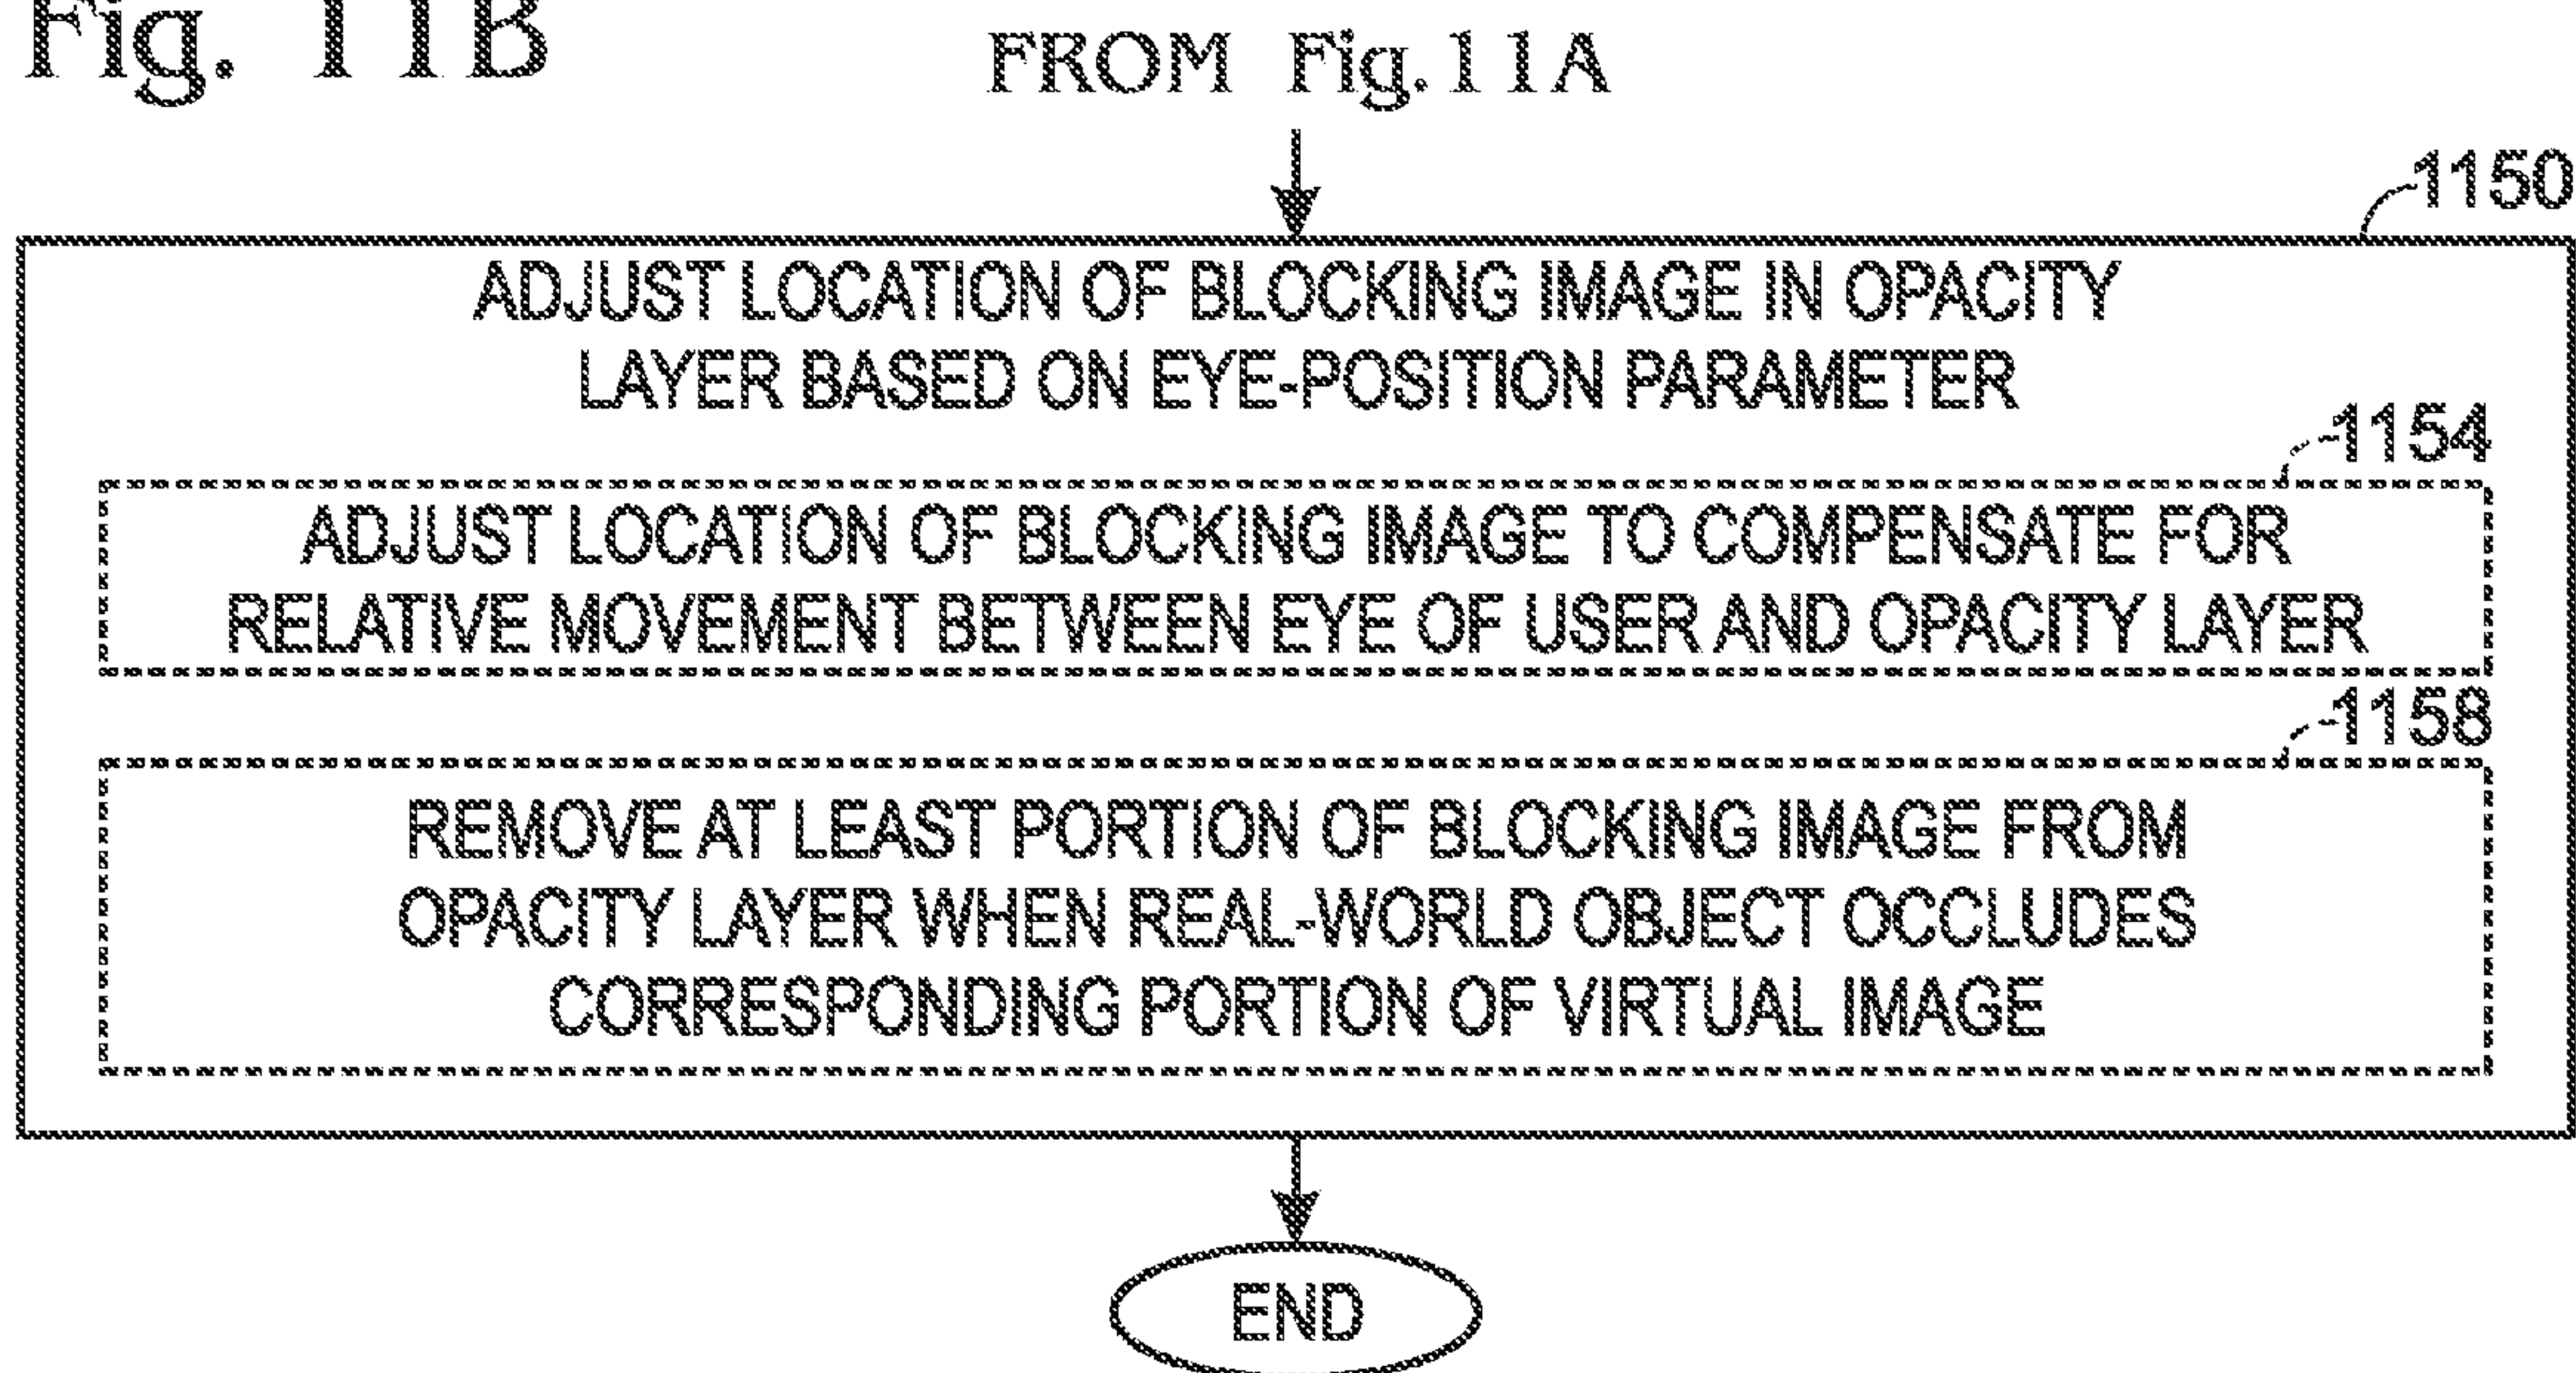 Fig. 11B
FROM Fig.11A
1150
ADJUST LOCATION OF BLOCKING IMAGE IN OPACITY
LAYER BASED ON EYE-POSITION PARAMETER
1154
ADJUST LOCATION OF BLOCKING IMAGE TO COMPENSATE FOR
RELATIVE MOVEMENT BETWEEN EYE OF USER AND OPACITY LAYER
1158
REMOVE AT LEAST PORTION OF BLOCKING IMAGE FROM
OPACITY LAYER WHEN REAL-WORLD OBJECT OCCLUDES
CORRESPONDING PORTION OF VIRTUAL IMAGE
END